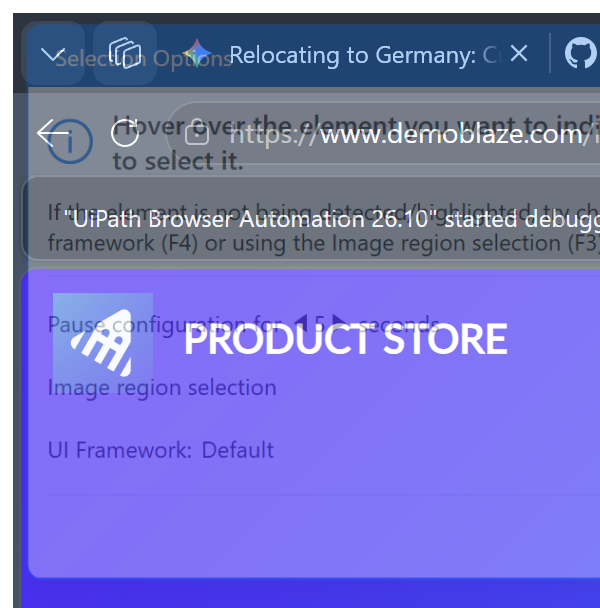 Relocating to Germany: Cu
Selection Options
Hover over the element you want to indi
https://www.demoblaze.com/i
to select it.
If the element is not being detected/highlighted, try ch
"UiPath Browser Automation 26.10" started debugg
framework (F4) or using the Image region selection (F3)
Pause configuration for 5 seconds
PRODUCT STORE
Image region selection
UI Framework: Default